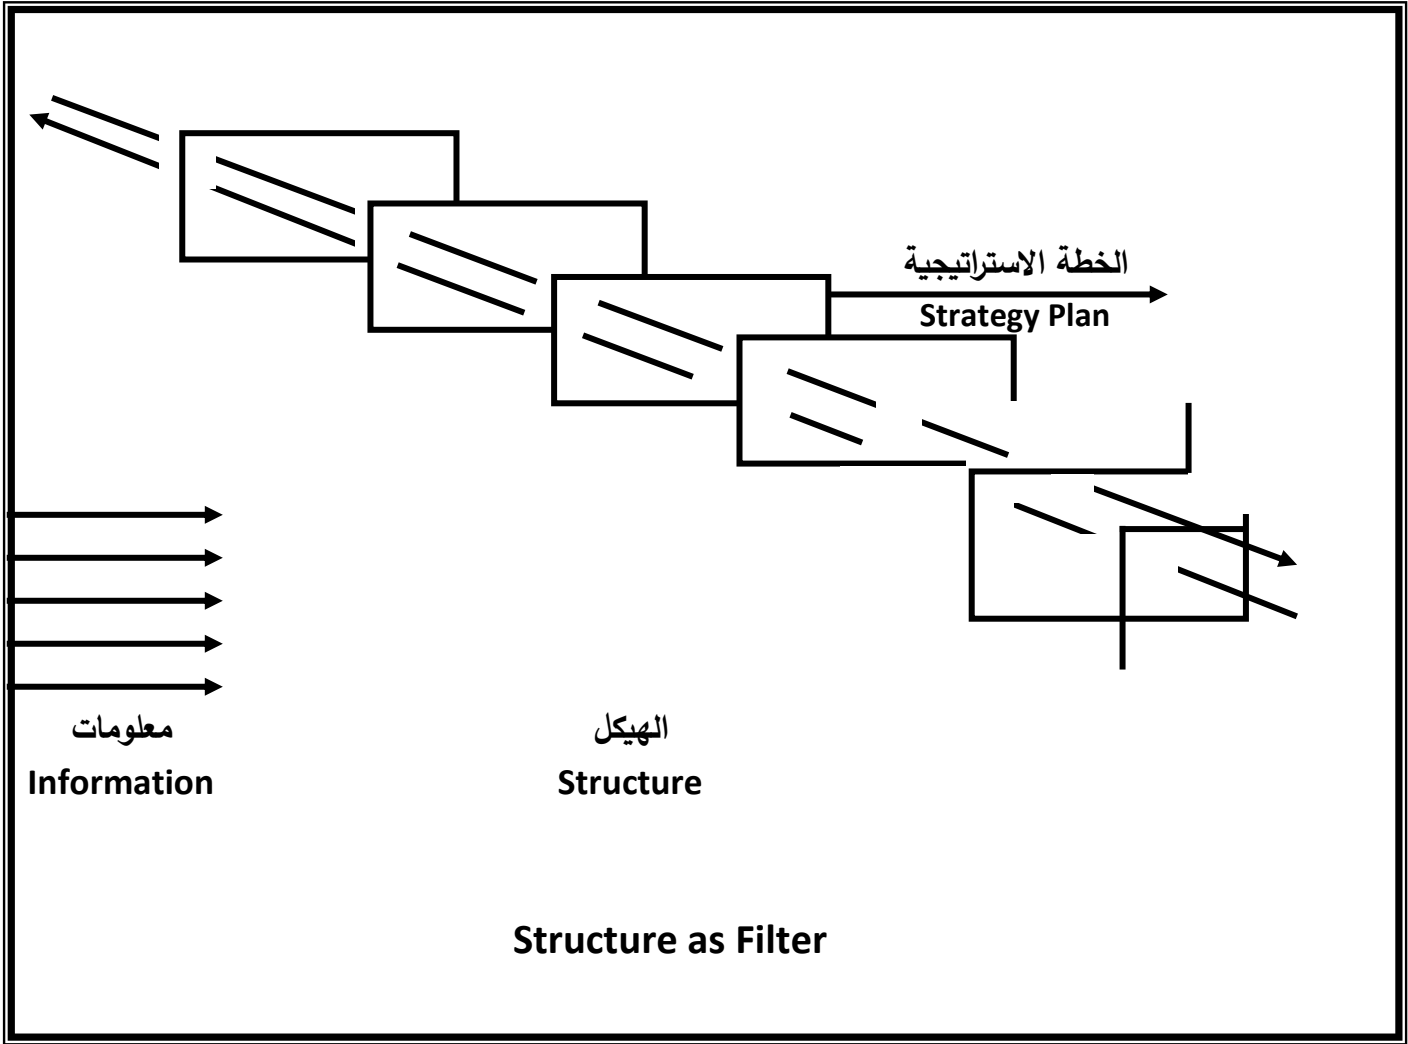 الخطة الاستراتيجية
Strategy Plan
معلومات
Information
الهيكل
Structure
Structure as Filter